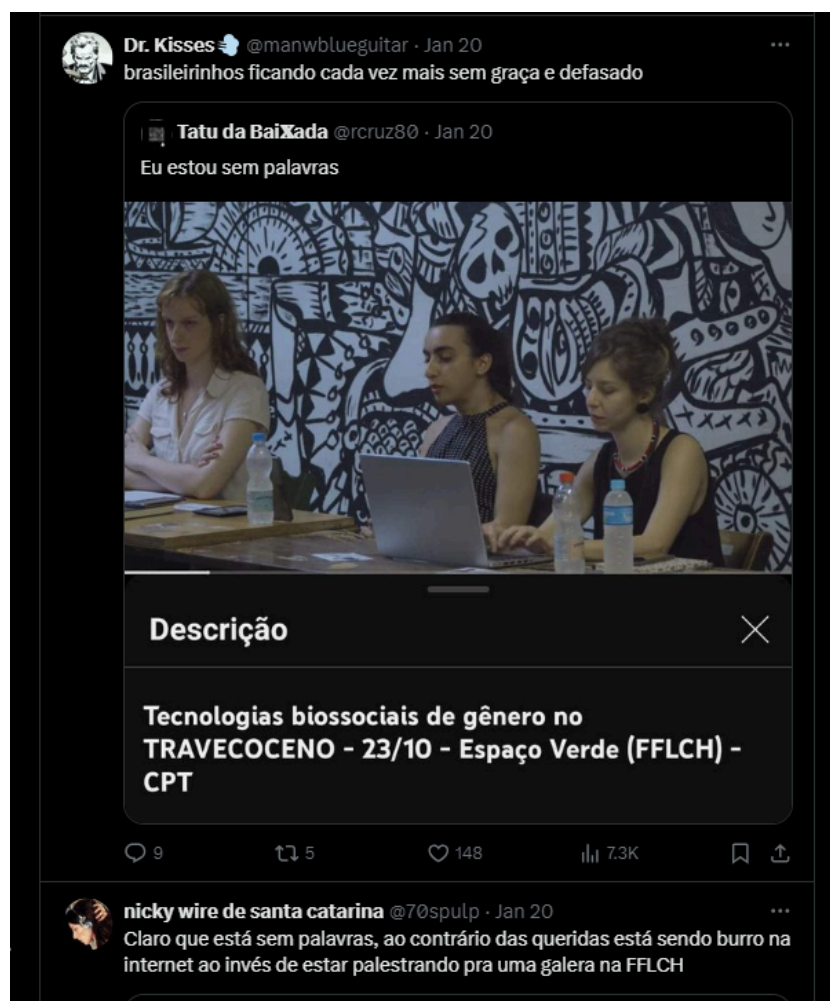 Dr. Kisses💨 @manwblueguitar · Jan 20
brasileirinhos ficando cada vez mais sem graça e defasado
Tatu da BaiXada @rcruz80 · Jan 20
Eu estou sem palavras
Descrição
Tecnologias biossociais de gênero no
TRAVECOCENO - 23/10 - Espaço Verde (FFLCH) -
CPT
9 5 148 7.3K
nicky wire de santa catarina @70spulp · Jan 20
Claro que está sem palavras, ao contrário das queridas está sendo burro na
internet ao invés de estar palestrando pra uma galera na FFLCH